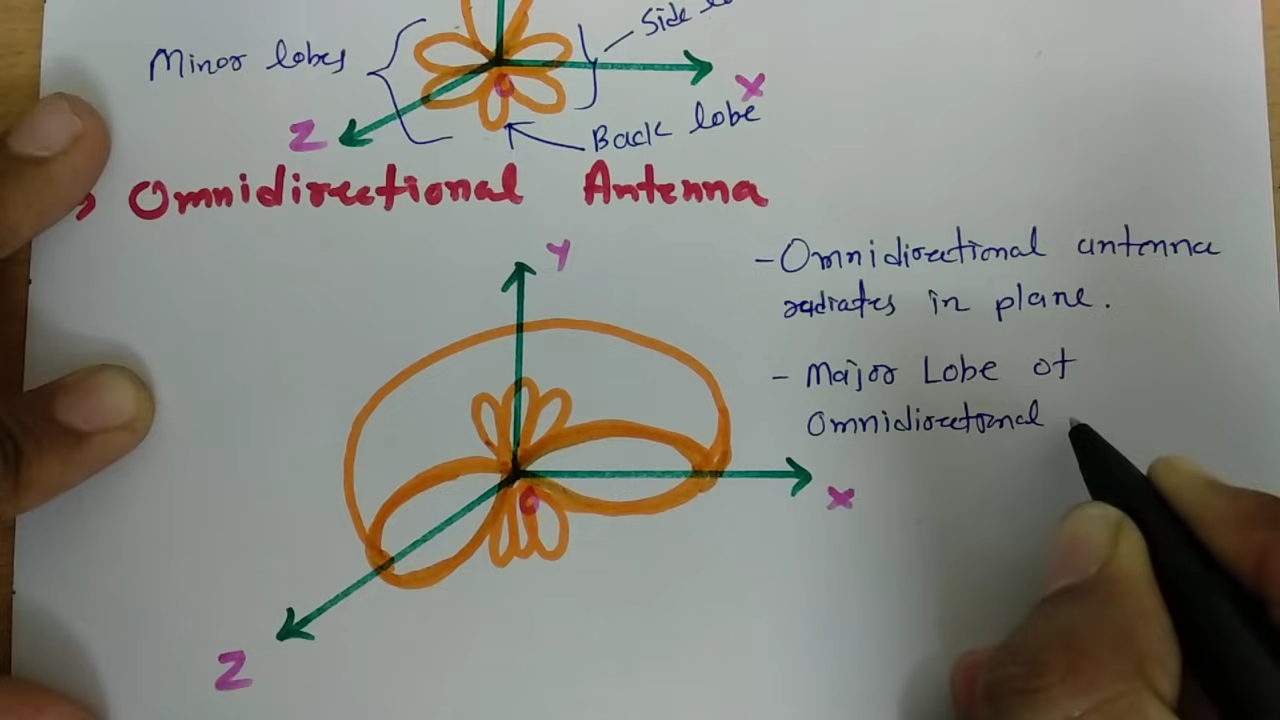 Side
Minor lobes
X
Z
Back lobe
Omnidirectional Antenna
Y
- Omnidirectional antenna
radiates in plane.
- Major Lobe of
Omnidirectional
O
X
Z